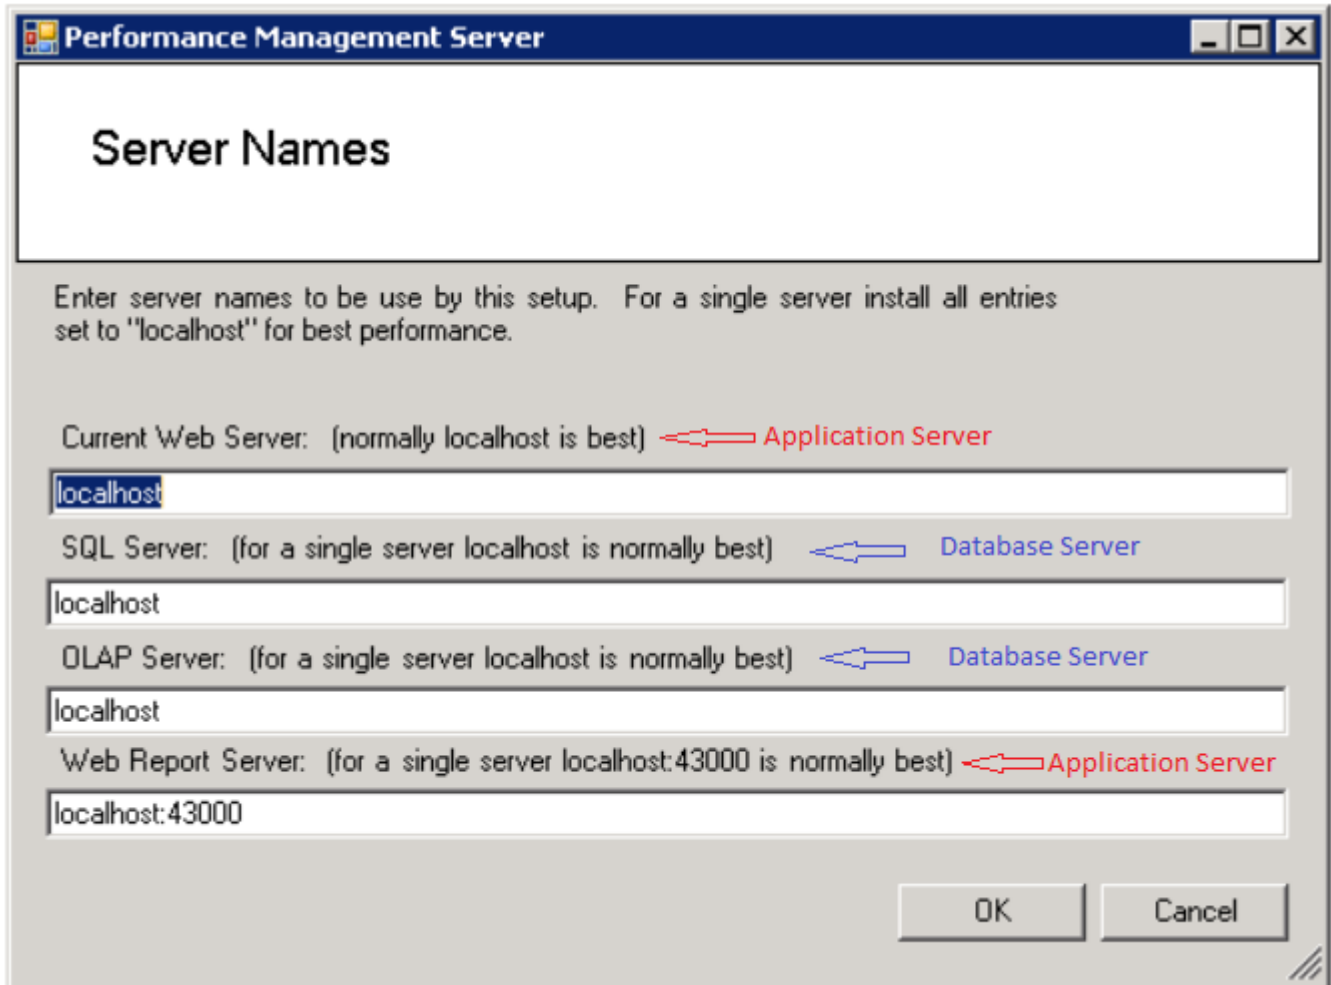 Performance Management Server
Server Names
Enter server names to be use by this setup. For a single server install all entries
set to "localhost" for best performance.
Current Web Server: (normally localhost is best) Application Server
localhost
SQL Server: (for a single server localhost is normally best) Database Server
localhost
OLAP Server: (for a single server localhost is normally best) Database Server
localhost
Web Report Server: (for a single server localhost:43000 is normally best) Application Server
localhost:43000
OK Cancel